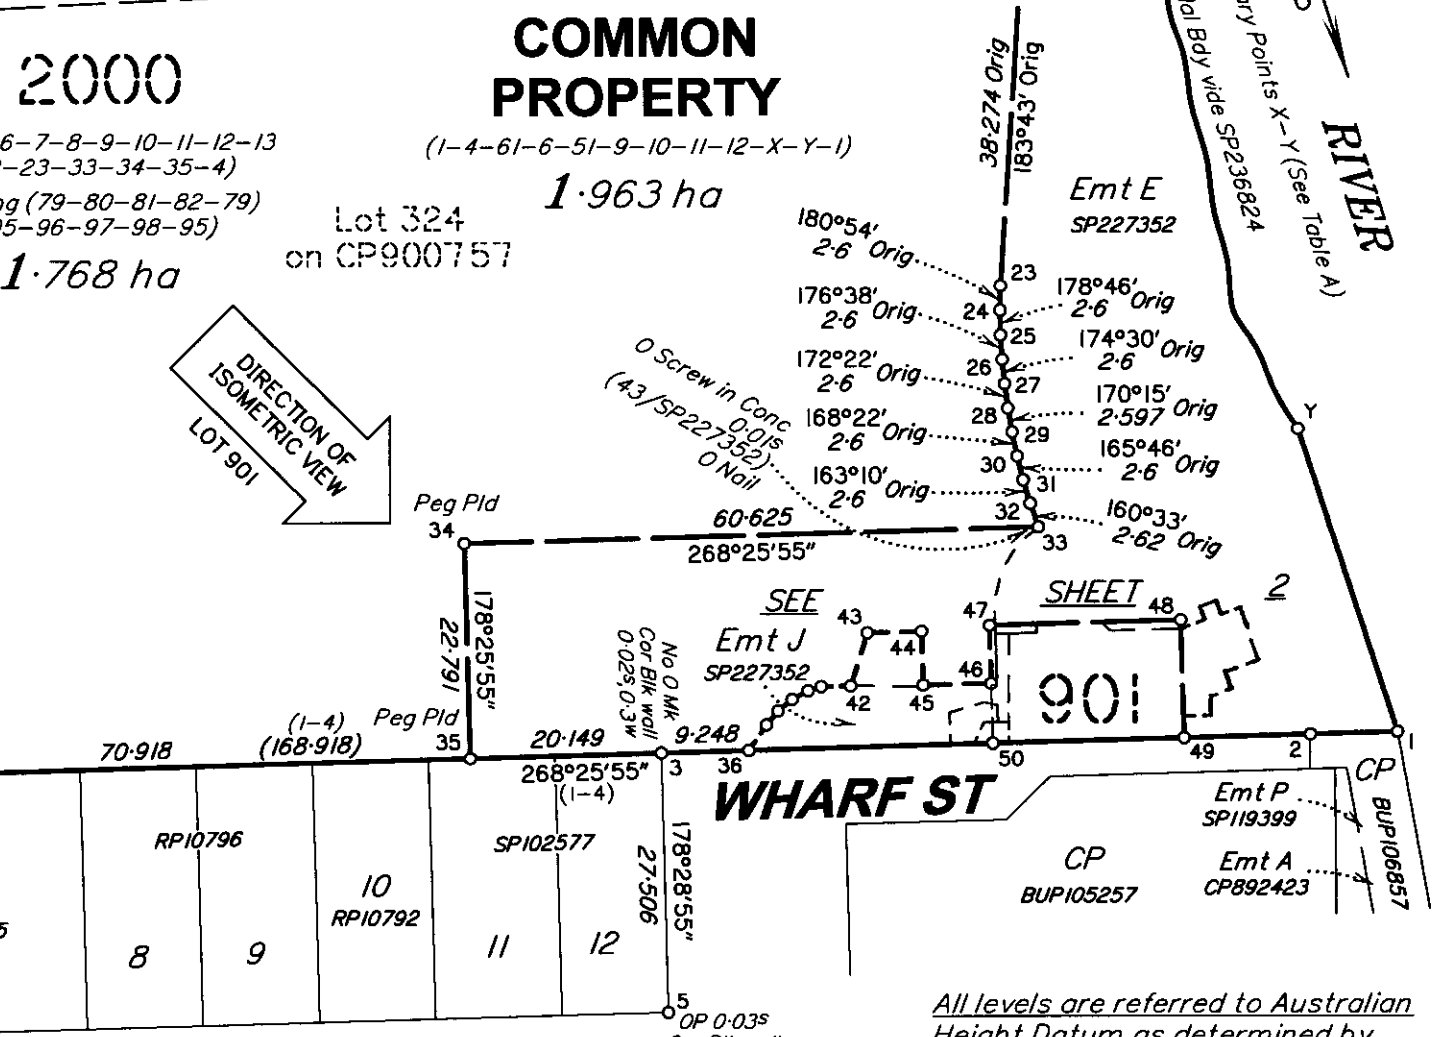 COMMON
PROPERTY
(1-4-61-6-51-9-10-11-12-X-Y-1)
1·963 ha
2000
6-7-8-9-10-11-12-13
-23-33-34-35-4)
(79-80-81-82-79)
95-96-97-98-95)
1·768 ha
Lot 324
on CP900757
DIRECTION OF
ISOMETRIC VIEW
LOT 901
38·274 Orig
183°43' Orig
Emt E
SP227352
RIVER
ary Points X-Y (See Table A)
al Bdy vide SP236824
180°54'
2·6 Orig
23
178°46'
2·6 Orig
24
176°38'
2·6 Orig
25
174°30'
2·6 Orig
26
172°22'
2·6 Orig
27
170°15'
2·597 Orig
28
168°22'
2·6 Orig
29
165°46'
2·6 Orig
30
163°10'
2·6 Orig
31
160°33'
2·62 Orig
32
33
Y
O Screw in Conc
0·01s
(43/SP227352)
O Nail
Peg Pld
34
60·625
268°25'55"
178°25'55"
22·791
Peg Pld
35
SEE
SHEET
2
Emt J
SP227352
No O Mk
Cor Blk wall
0·02s,0·3w
43
44
47
48
46
42
45
901
(1-4)
(168·918)
70·918
20·149
268°25'55"
(1-4)
3
9·248
36
50
49
2
1
WHARF ST
CP
BUP106857
Emt P
SP119399
Emt A
CP892423
CP
BUP105257
RP10796
SP102577
10
RP10792
8
9
11
12
178°28'55"
27·506
5
OP 0·03s
All levels are referred to Australian
Height Datum as determined by